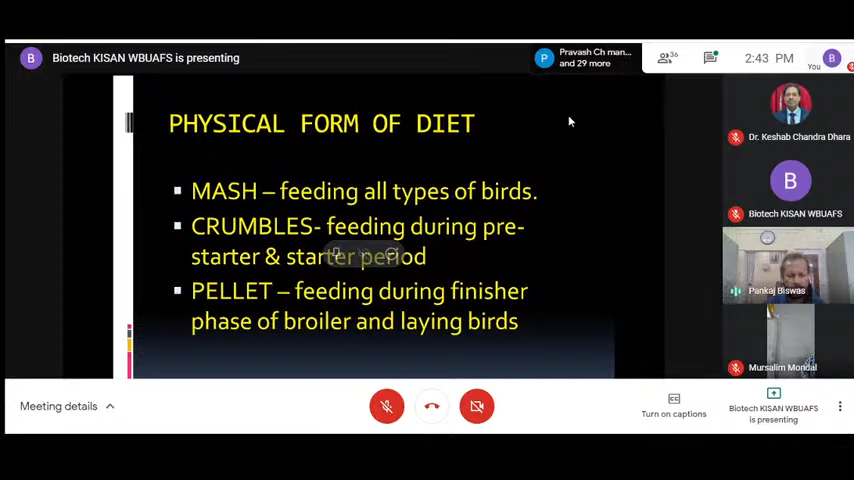 B Biotech KISAN WBUAFS is presenting
P Pravash Ch man...
and 29 more
36
2:43 PM
B
You
PHYSICAL FORM OF DIET
▪ MASH – feeding all types of birds.
▪ CRUMBLES- feeding during pre-
starter & starter period
▪ PELLET – feeding during finisher
phase of broiler and laying birds
Dr. Keshab Chandra Dhara
B
Biotech KISAN WBUAFS
Pankaj Biswas
Mursalim Mondal
Meeting details
Turn on captions
Biotech KISAN WBUAFS
is presenting